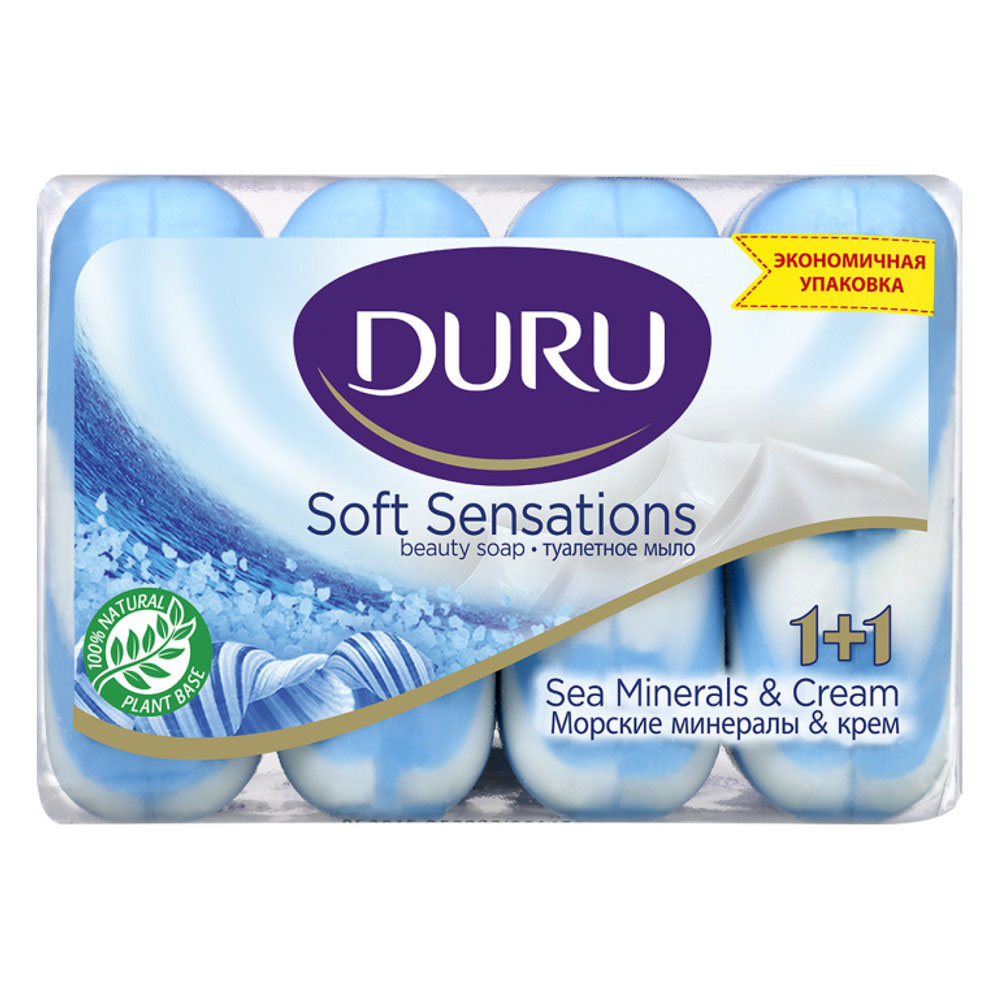 ЭКОНОМИЧНАЯ
УПАКОВКА
DURU
Soft Sensations
beauty soap • туалетное мыло
100% NATURAL
PLANT BASE
1+1
Sea Minerals & Cream
Морские минералы & крем